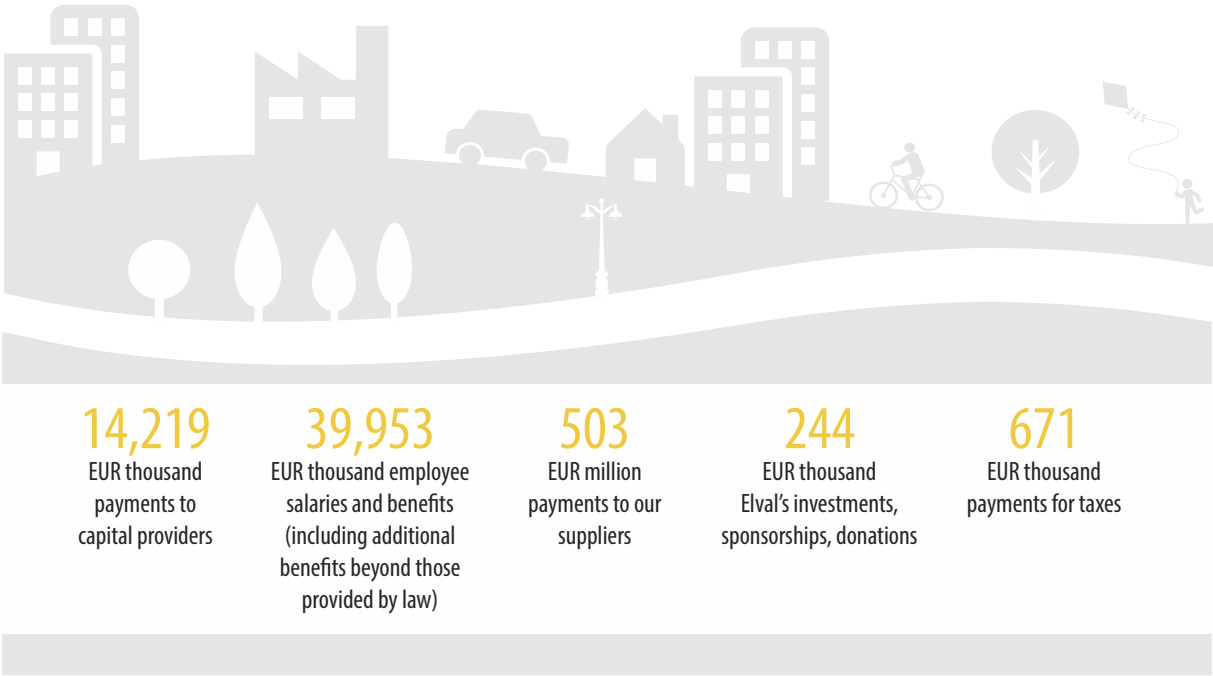 14,219
EUR thousand
payments to
capital providers
39,953
EUR thousand employee
salaries and benefits
(including additional
benefits beyond those
provided by law)
503
EUR million
payments to our
suppliers
244
EUR thousand
Elval's investments,
sponsorships, donations
671
EUR thousand
payments for taxes